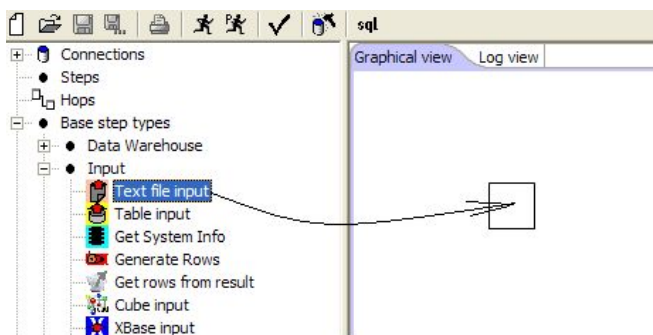 sql
Connections
Steps
Hops
Base step types
Data Warehouse
Input
Text file input
Table input
Get System Info
Generate Rows
Get rows from result
Cube input
XBase input
Graphical view
Log view